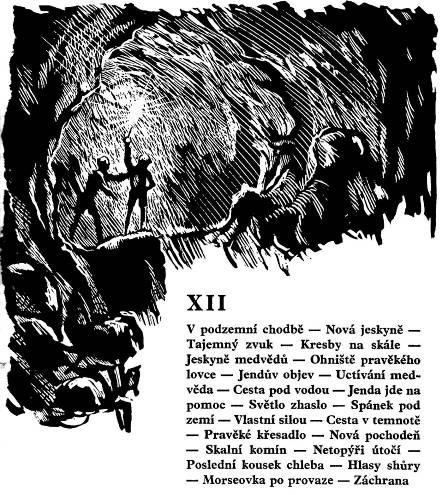 XII
V podzemní chodbě — Nová jeskyně —
Tajemný zvuk — Kresby na skále —
Jeskyně medvědů — Ohniště pravěkého
lovce — Jendův objev — Uctívání med-
věda — Cesta pod vodou — Jenda jde na
pomoc — Světlo zhaslo — Spánek pod
zemí — Vlastní silou — Cesta v temnotě
— Pravěké křesadlo — Nová pochodeň
— Skalní komín — Netopýři útočí —
Poslední kousek chleba — Hlasy shůry
— Morseovka po provaze — Záchrana